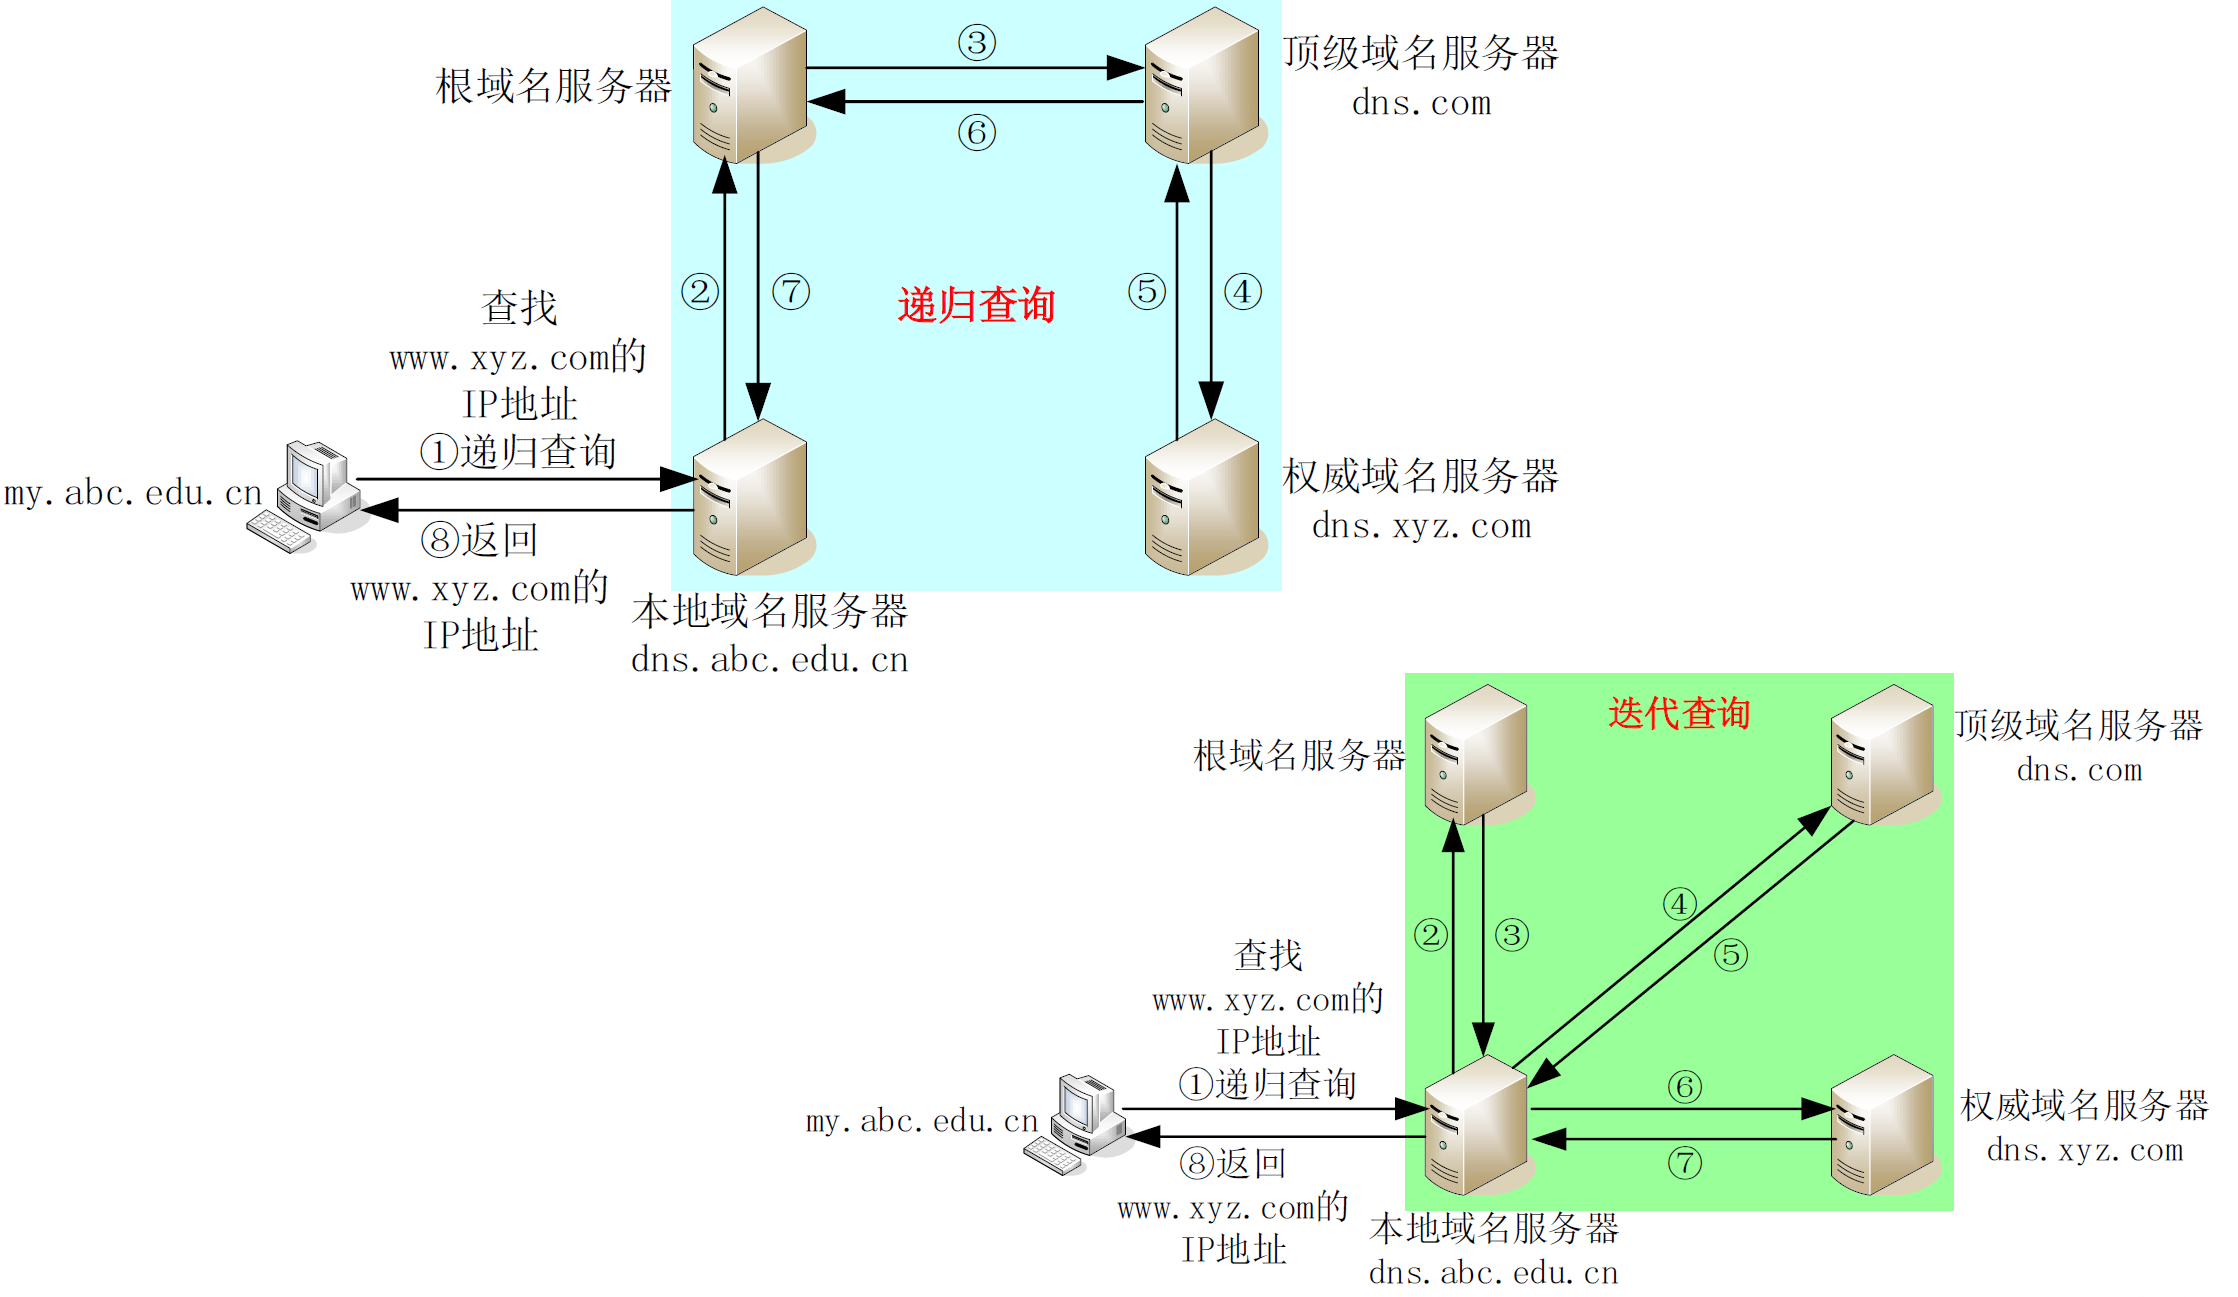 ③
顶级域名服务器
dns.com
根域名服务器
⑥
②
⑦
递归查询
⑤
④
查找
www.xyz.com的
IP地址
①递归查询
my.abc.edu.cn
⑧返回
www.xyz.com的
IP地址
权威域名服务器
dns.xyz.com
本地域名服务器
dns.abc.edu.cn
迭代查询
根域名服务器
顶级域名服务器
dns.com
②
③
④
⑤
查找
www.xyz.com的
IP地址
①递归查询
my.abc.edu.cn
⑧返回
www.xyz.com的
IP地址
⑥
⑦
权威域名服务器
dns.xyz.com
本地域名服务器
dns.abc.edu.cn